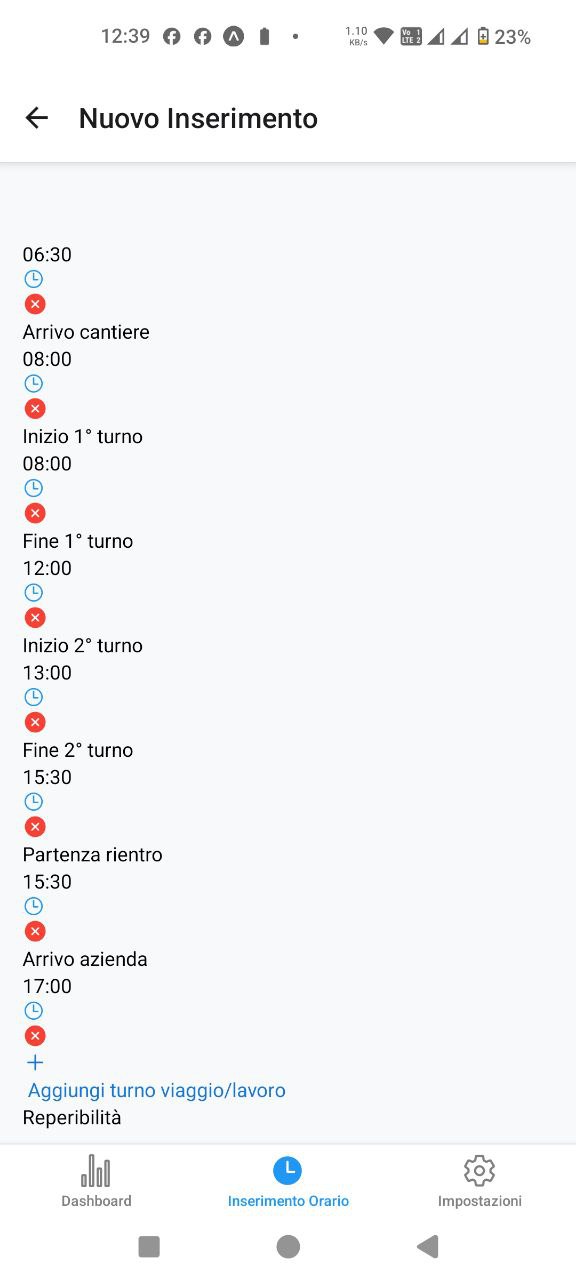 12:39
1.10 KB/s
Vo 1
LTE 2
23%
Nuovo Inserimento
06:30
Arrivo cantiere
08:00
Inizio 1° turno
08:00
Fine 1° turno
12:00
Inizio 2° turno
13:00
Fine 2° turno
15:30
Partenza rientro
15:30
Arrivo azienda
17:00
Aggiungi turno viaggio/lavoro
Reperibilità
Dashboard
Inserimento Orario
Impostazioni